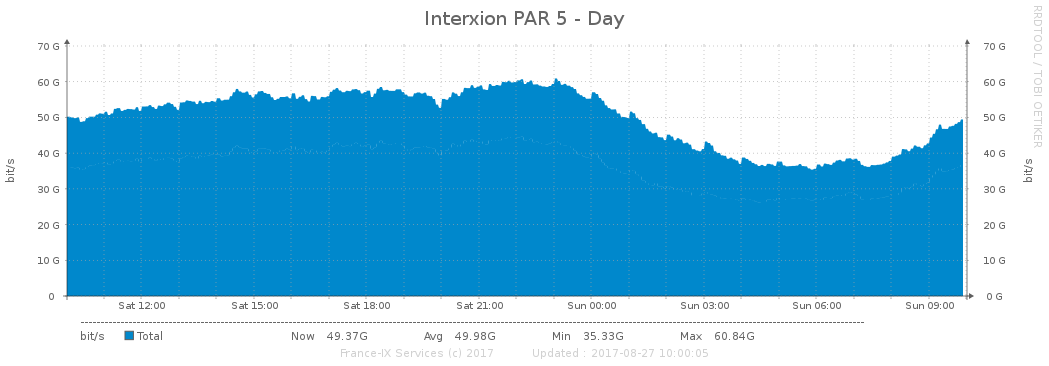 Interxion PAR 5 - Day
RRDTOOL / TOBI OETIKER
70 G 70 G
60 G 60 G
50 G 50 G
40 G 40 G
30 G 30 G
20 G 20 G
10 G 10 G
0 0 G
bit/s bit/s
Sat 12:00 Sat 15:00 Sat 18:00 Sat 21:00 Sun 00:00 Sun 03:00 Sun 06:00 Sun 09:00
bit/s Total Now 49.37G Avg 49.98G Min 35.33G Max 60.84G
France-IX Services (c) 2017 Updated : 2017-08-27 10:00:05